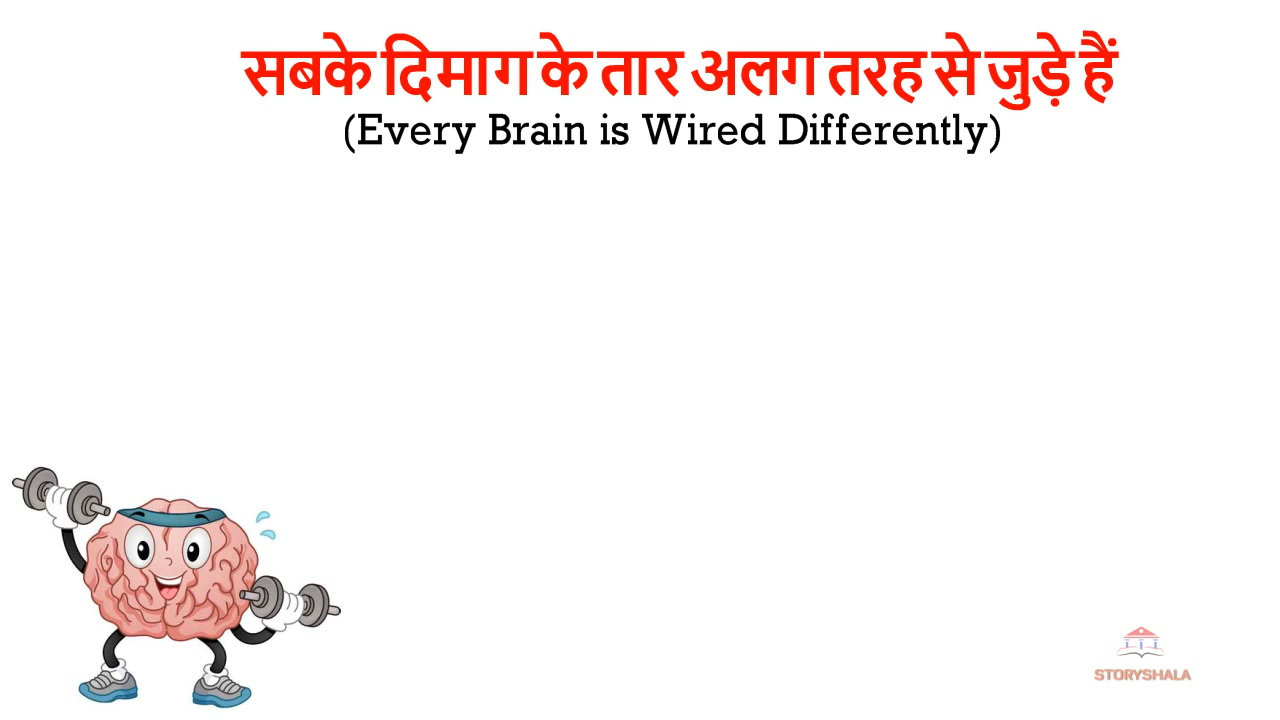 सबके दिमाग के तार अलग तरह से जुड़े हैं
(Every Brain is Wired Differently)
STORYSHALA